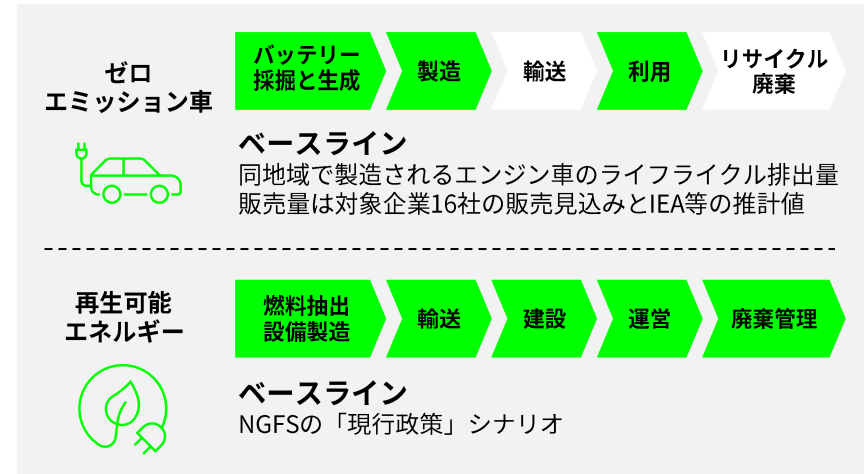 ゼロ
エミッション車
バッテリー
採掘と生成
製造
輸送
利用
リサイクル
廃棄
ベースライン
同地域で製造されるエンジン車のライフライクル排出量
販売量は対象企業16社の販売見込みとIEA等の推計値
再生可能
エネルギー
燃料抽出
設備製造
輸送
建設
運営
廃棄管理
ベースライン
NGFSの「現行政策」シナリオ